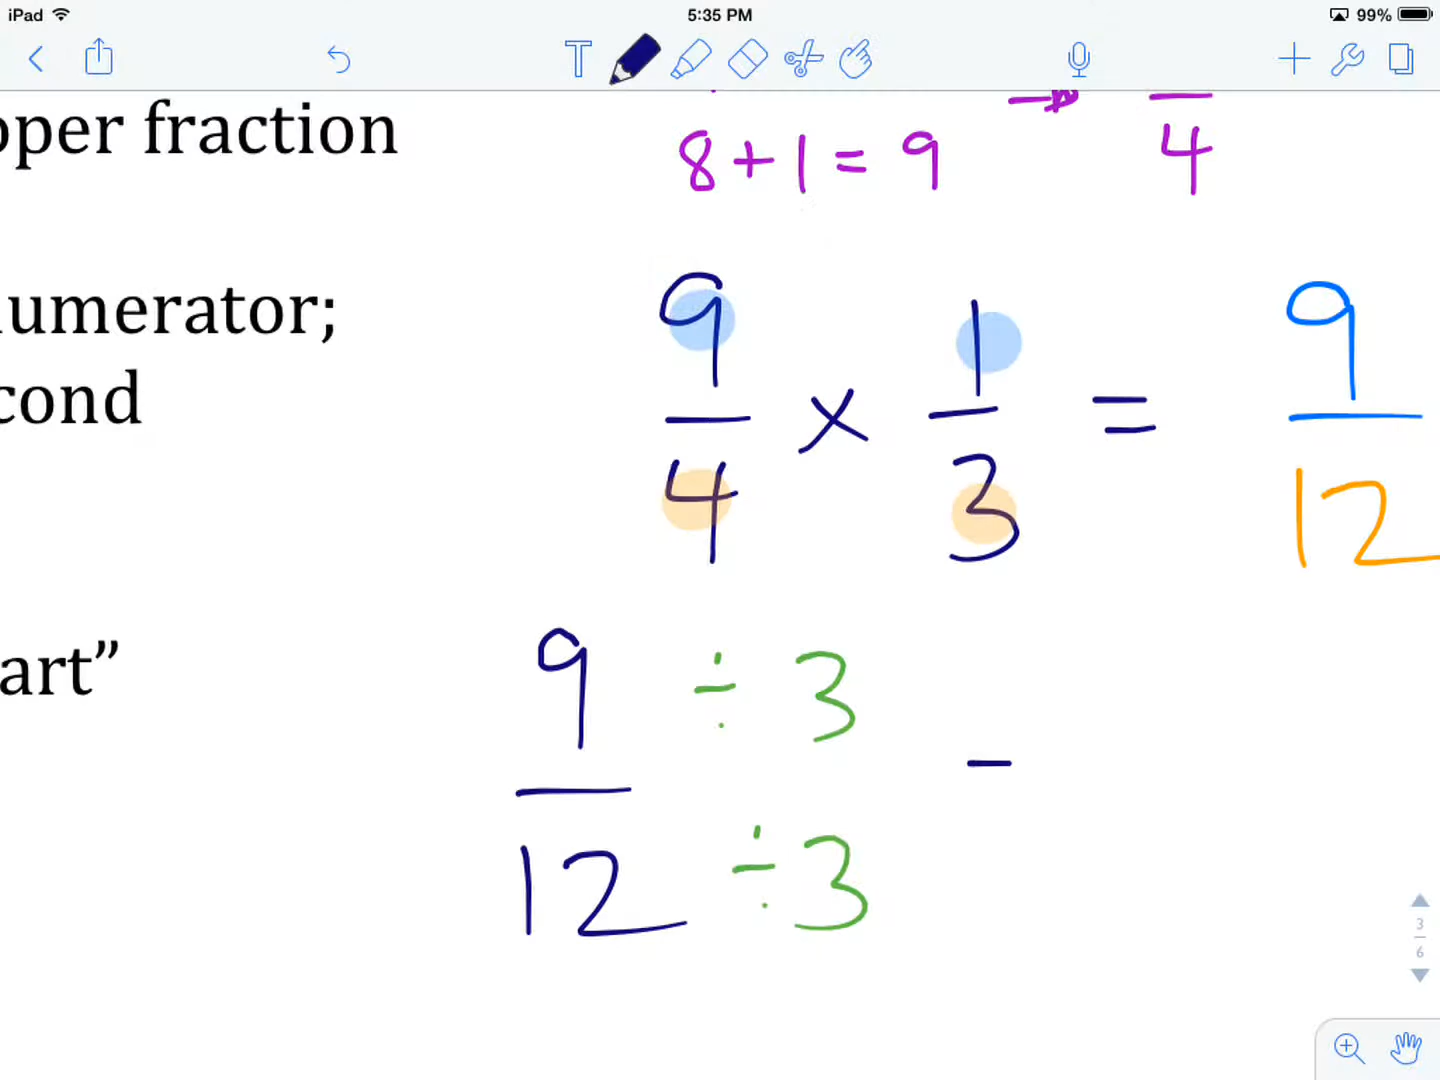 iPad 5:35 PM 99%
T
oper fraction
8 + 1 = 9
4
umerator;
cond
9/4 × 1/3 = 9/12
art”
9 ÷ 3
12 ÷ 3
3
6